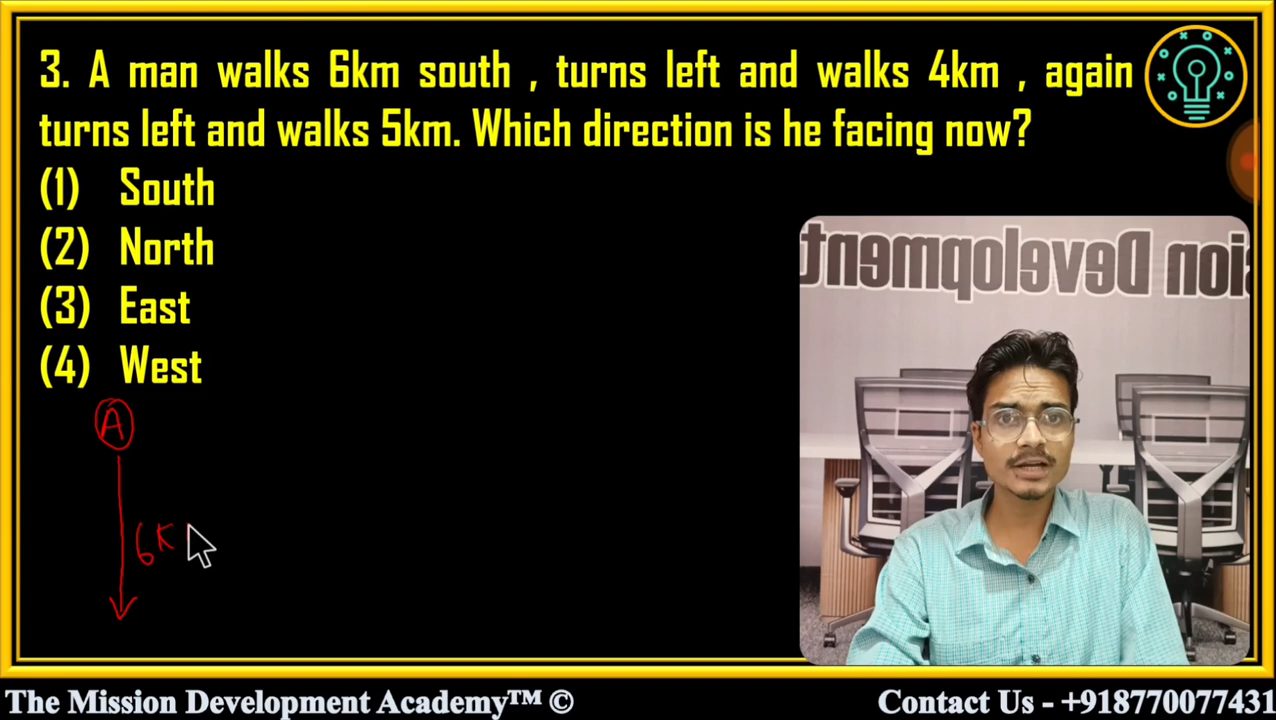 3. A man walks 6km south , turns left and walks 4km , again
turns left and walks 5km. Which direction is he facing now?
(1) South
(2) North
(3) East
(4) West
A
6K
sion Development
The Mission Development Academy™ © Contact Us - +918770077431